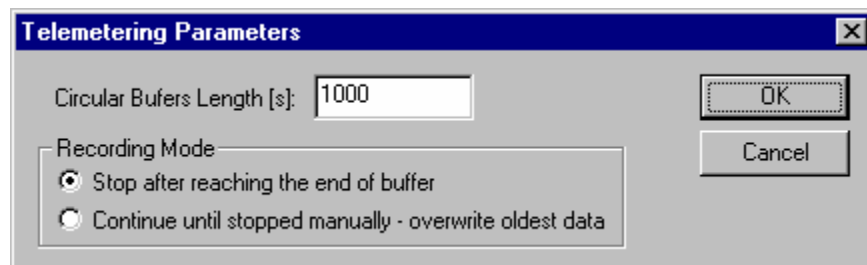 Telemetering Parameters
Circular Bufers Length [s]: 1000
OK
Recording Mode
Cancel
Stop after reaching the end of buffer
Continue until stopped manually - overwrite oldest data